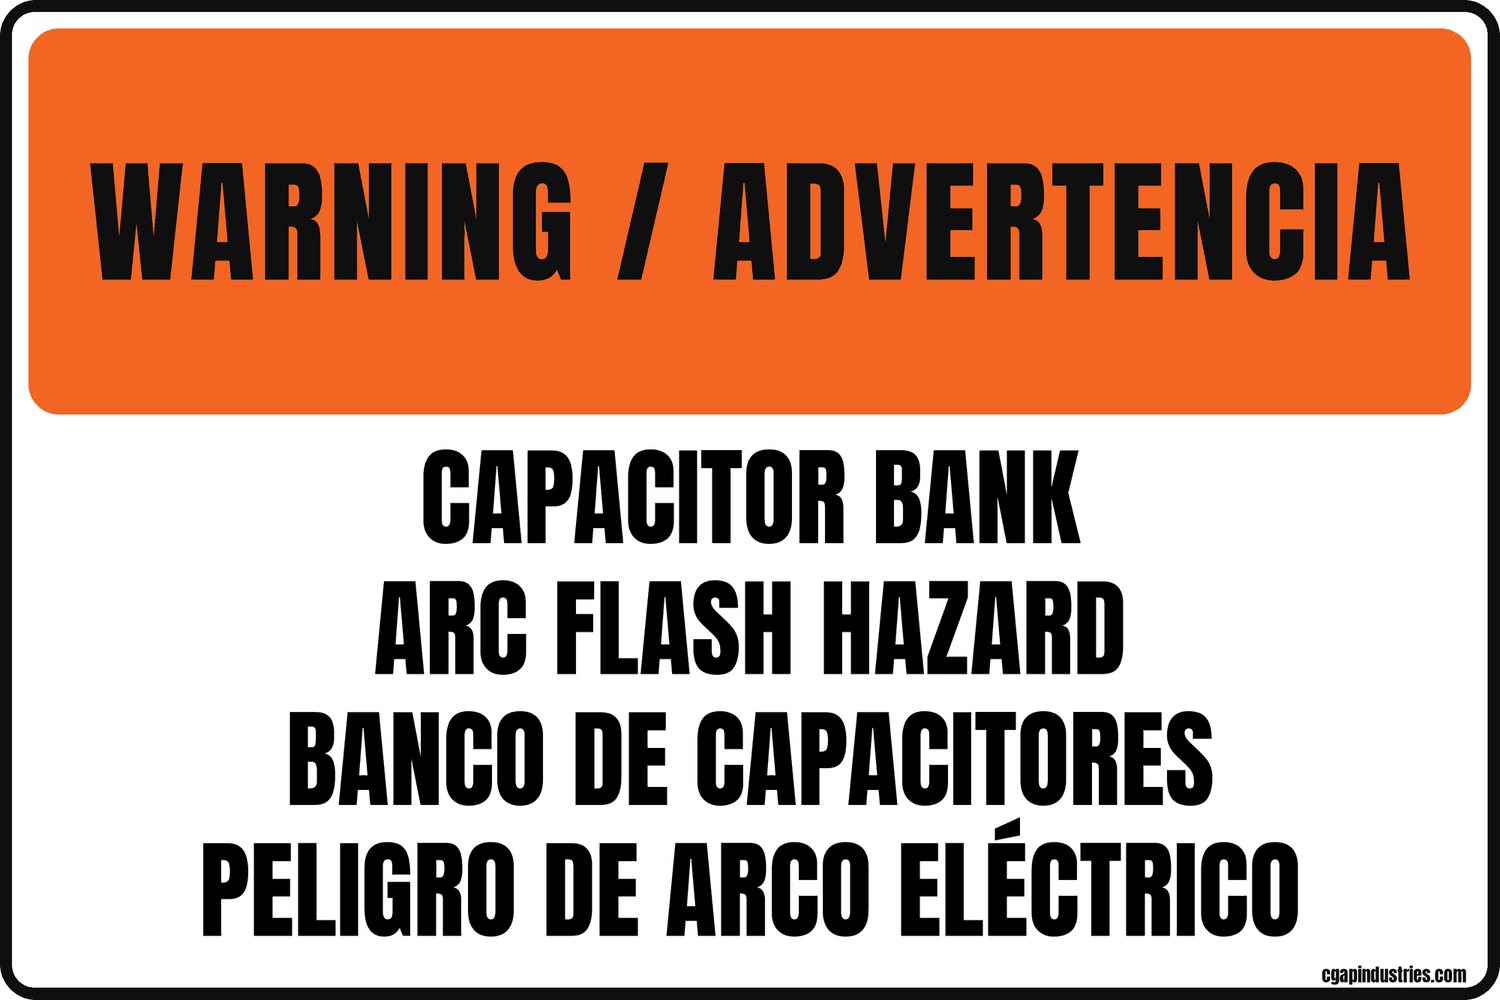 WARNING / ADVERTENCIA
CAPACITOR BANK
ARC FLASH HAZARD
BANCO DE CAPACITORES
PELIGRO DE ARCO ELÉCTRICO
cgapindustries.com